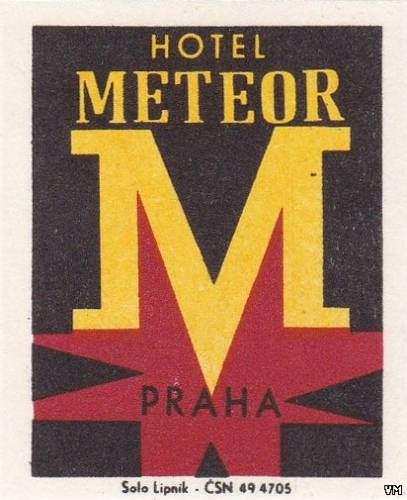 HOTEL
METEOR
M
PRAHA
Solo Lipník - ČSN 49 4705
VM